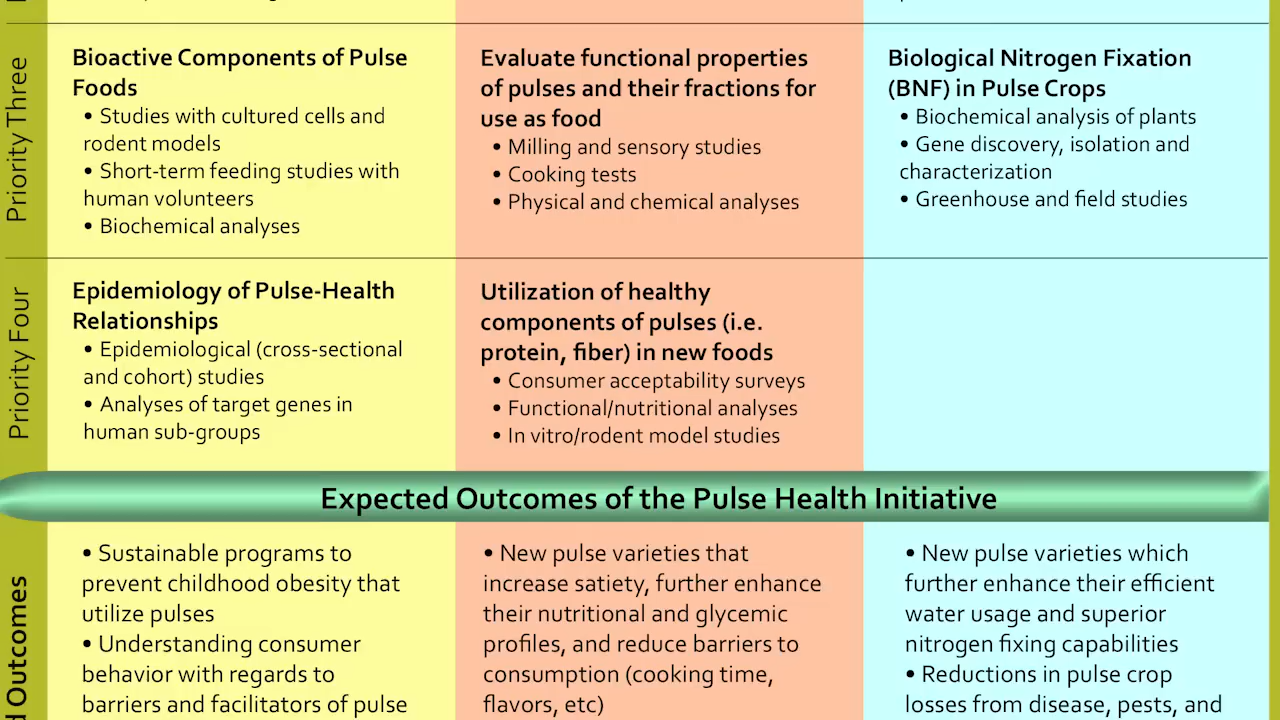 Priority Three
Bioactive Components of Pulse
Foods
• Studies with cultured cells and
rodent models
• Short-term feeding studies with
human volunteers
• Biochemical analyses
Evaluate functional properties
of pulses and their fractions for
use as food
• Milling and sensory studies
• Cooking tests
• Physical and chemical analyses
Biological Nitrogen Fixation
(BNF) in Pulse Crops
• Biochemical analysis of plants
• Gene discovery, isolation and
characterization
• Greenhouse and field studies
Priority Four
Epidemiology of Pulse-Health
Relationships
• Epidemiological (cross-sectional
and cohort) studies
• Analyses of target genes in
human sub-groups
Utilization of healthy
components of pulses (i.e.
protein, fiber) in new foods
• Consumer acceptability surveys
• Functional/nutritional analyses
• In vitro/rodent model studies
Expected Outcomes of the Pulse Health Initiative
Outcomes
• Sustainable programs to
prevent childhood obesity that
utilize pulses
• Understanding consumer
behavior with regards to
barriers and facilitators of pulse
• New pulse varieties that
increase satiety, further enhance
their nutritional and glycemic
profiles, and reduce barriers to
consumption (cooking time,
flavors, etc)
• New pulse varieties which
further enhance their efficient
water usage and superior
nitrogen fixing capabilities
• Reductions in pulse crop
losses from disease, pests, and